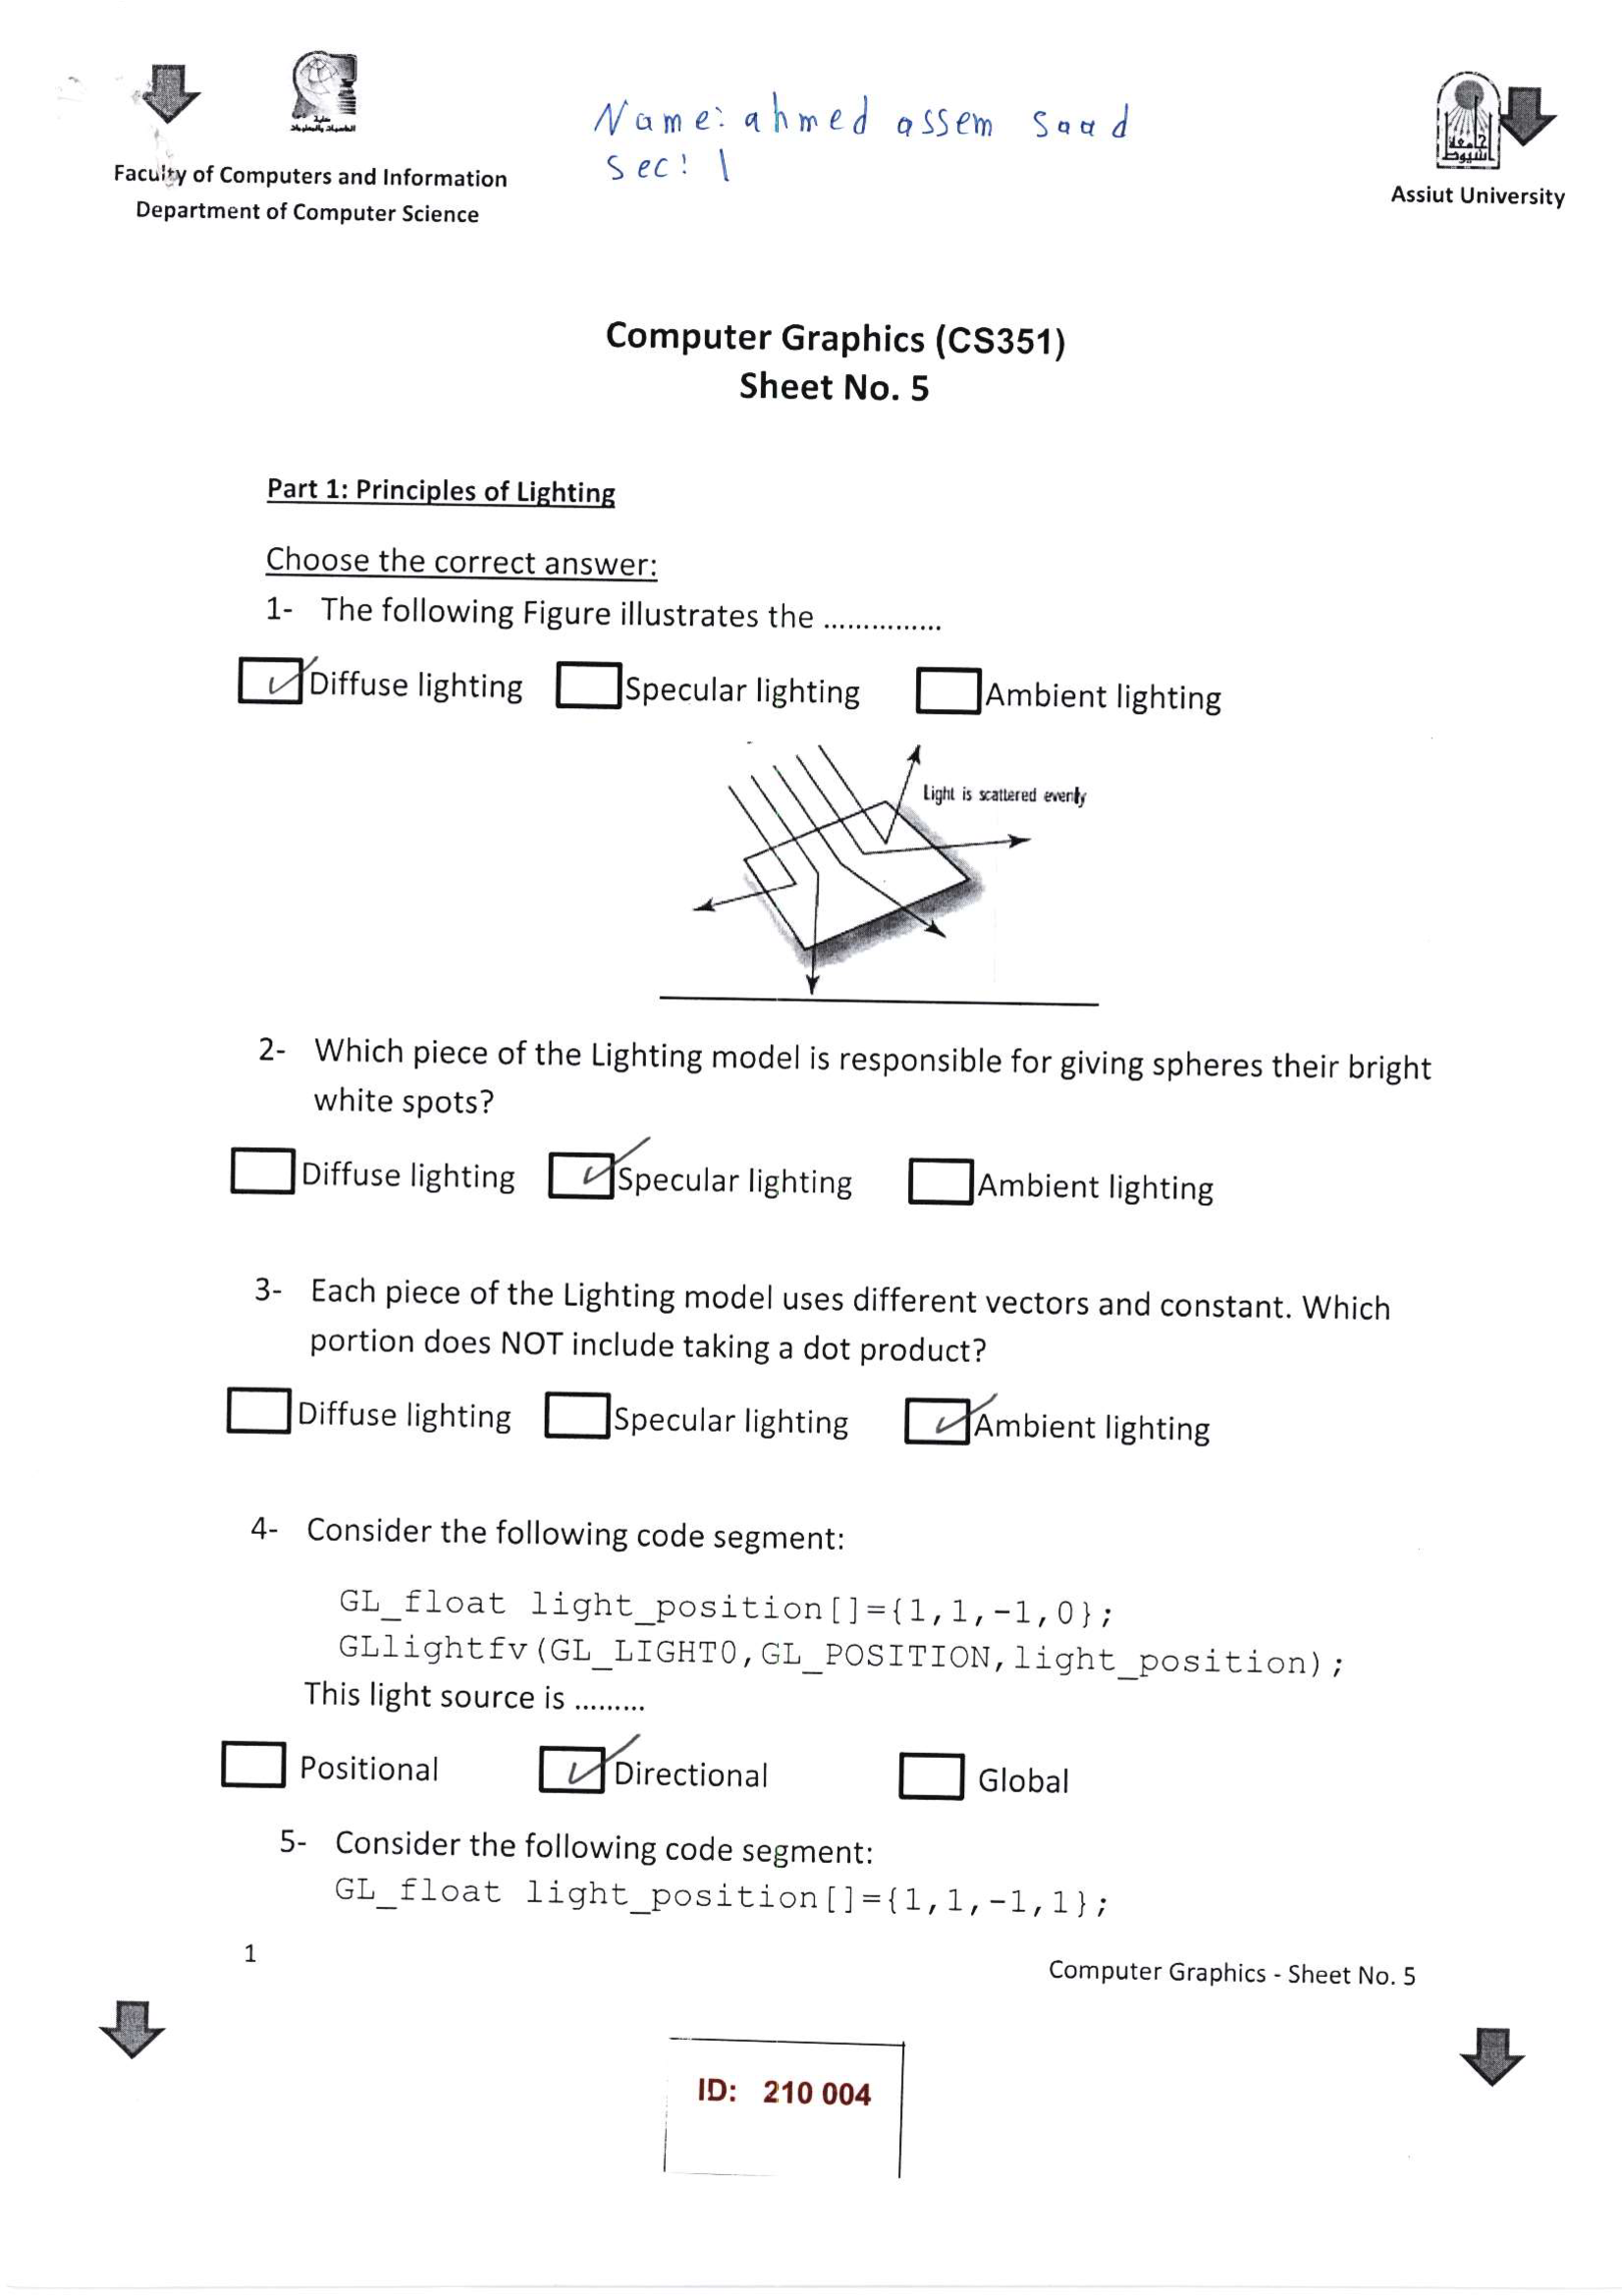 Name: ahmed assem saad
sec: 1
Faculty of Computers and Information
Department of Computer Science
جامعة
أسيوط
Assiut University
Computer Graphics (CS351)
Sheet No. 5
Part 1: Principles of Lighting
Choose the correct answer:
1- The following Figure illustrates the ...............
Diffuse lighting Specular lighting Ambient lighting
Light is scattered evenly
2- Which piece of the Lighting model is responsible for giving spheres their bright
white spots?
Diffuse lighting Specular lighting Ambient lighting
3- Each piece of the Lighting model uses different vectors and constant. Which
portion does NOT include taking a dot product?
Diffuse lighting Specular lighting Ambient lighting
4- Consider the following code segment:
GL_float light_position[]={1,1,-1,0};
GLlightfv(GL_LIGHT0,GL_POSITION,light_position);
This light source is .........
Positional Directional Global
5- Consider the following code segment:
GL_float light_position[]={1,1,-1,1};
1
Computer Graphics - Sheet No. 5
ID: 210 004